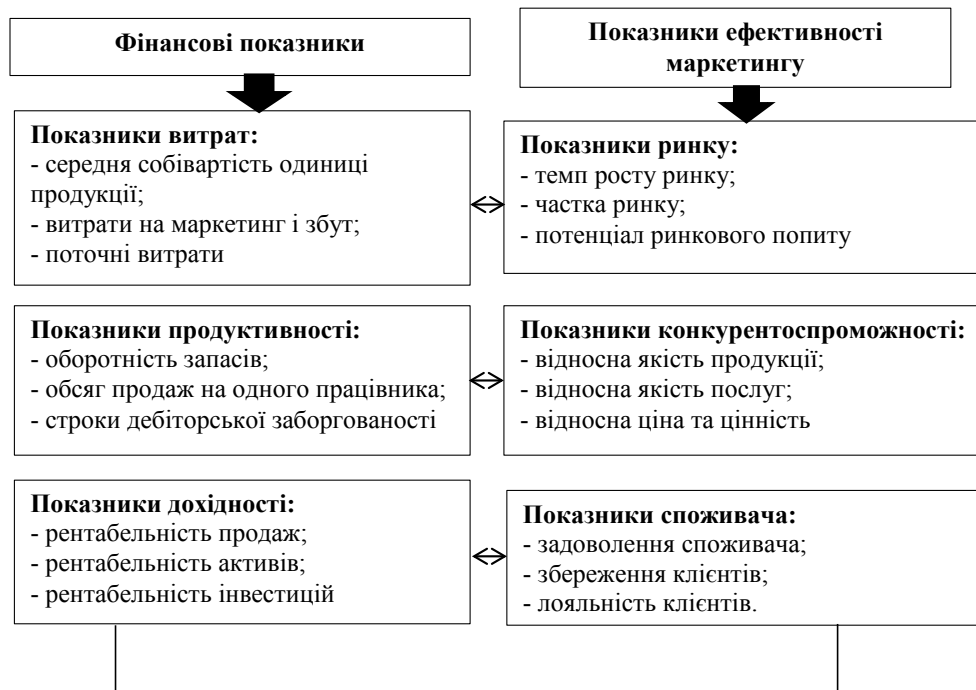 Фінансові показники
Показники ефективності
маркетингу
Показники витрат:
- середня собівартість одиниці
продукції;
- витрати на маркетинг і збут;
- поточні витрати
Показники ринку:
- темп росту ринку;
- частка ринку;
- потенціал ринкового попиту
Показники продуктивності:
- оборотність запасів;
- обсяг продаж на одного працівника;
- строки дебіторської заборгованості
Показники конкурентоспроможності:
- відносна якість продукції;
- відносна якість послуг;
- відносна ціна та цінність
Показники дохідності:
- рентабельність продаж;
- рентабельність активів;
- рентабельність інвестицій
Показники споживача:
- задоволення споживача;
- збереження клієнтів;
- лояльність клієнтів.